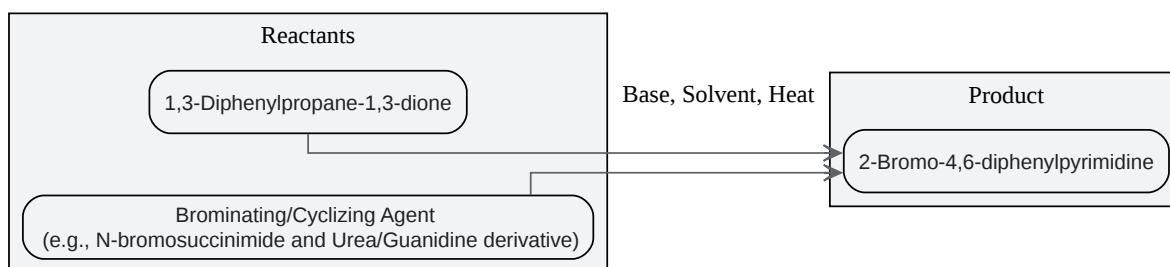 Reactants
1,3-Diphenylpropane-1,3-dione
Brominating/Cyclizing Agent
(e.g., N-bromosuccinimide and Urea/Guanidine derivative)
Base, Solvent, Heat
Product
2-Bromo-4,6-diphenylpyrimidine